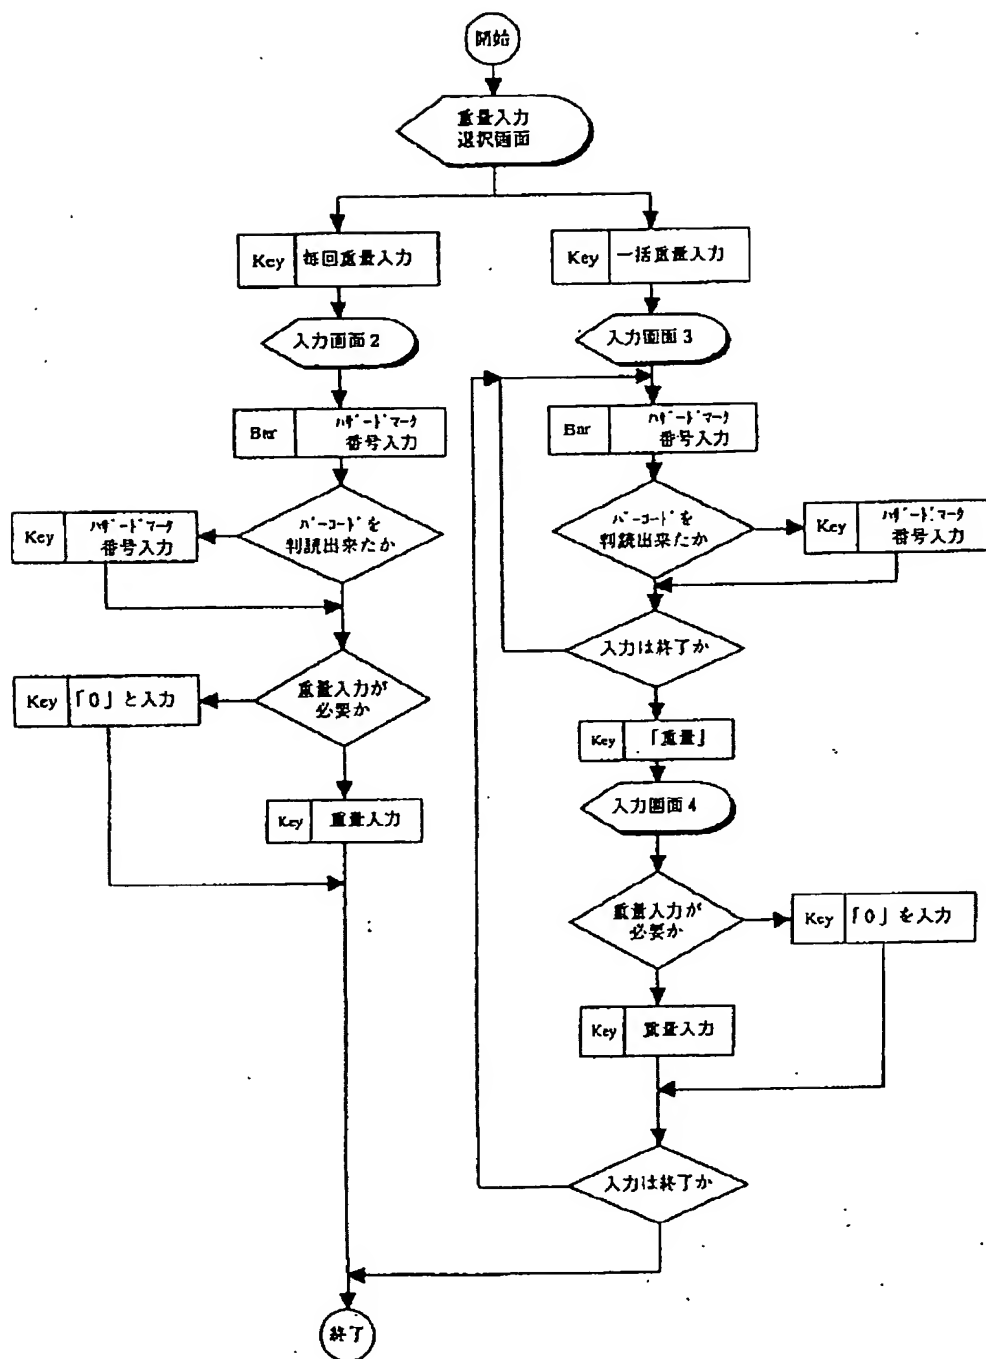 開始
重量入力
選択画面
Key 毎回重量入力
入力画面2
Bar ハザードマーク
番号入力
バーコードを
判読出来たか
Key ハザードマーク
番号入力
重量入力が
必要か
Key 「0」と入力
Key 重量入力
Key 一括重量入力
入力画面3
Bar ハザードマーク
番号入力
バーコードを
判読出来たか
Key ハザードマーク
番号入力
入力は終了か
Key 「重量」
入力画面4
重量入力が
必要か
Key 「0」を入力
Key 重量入力
入力は終了か
終了